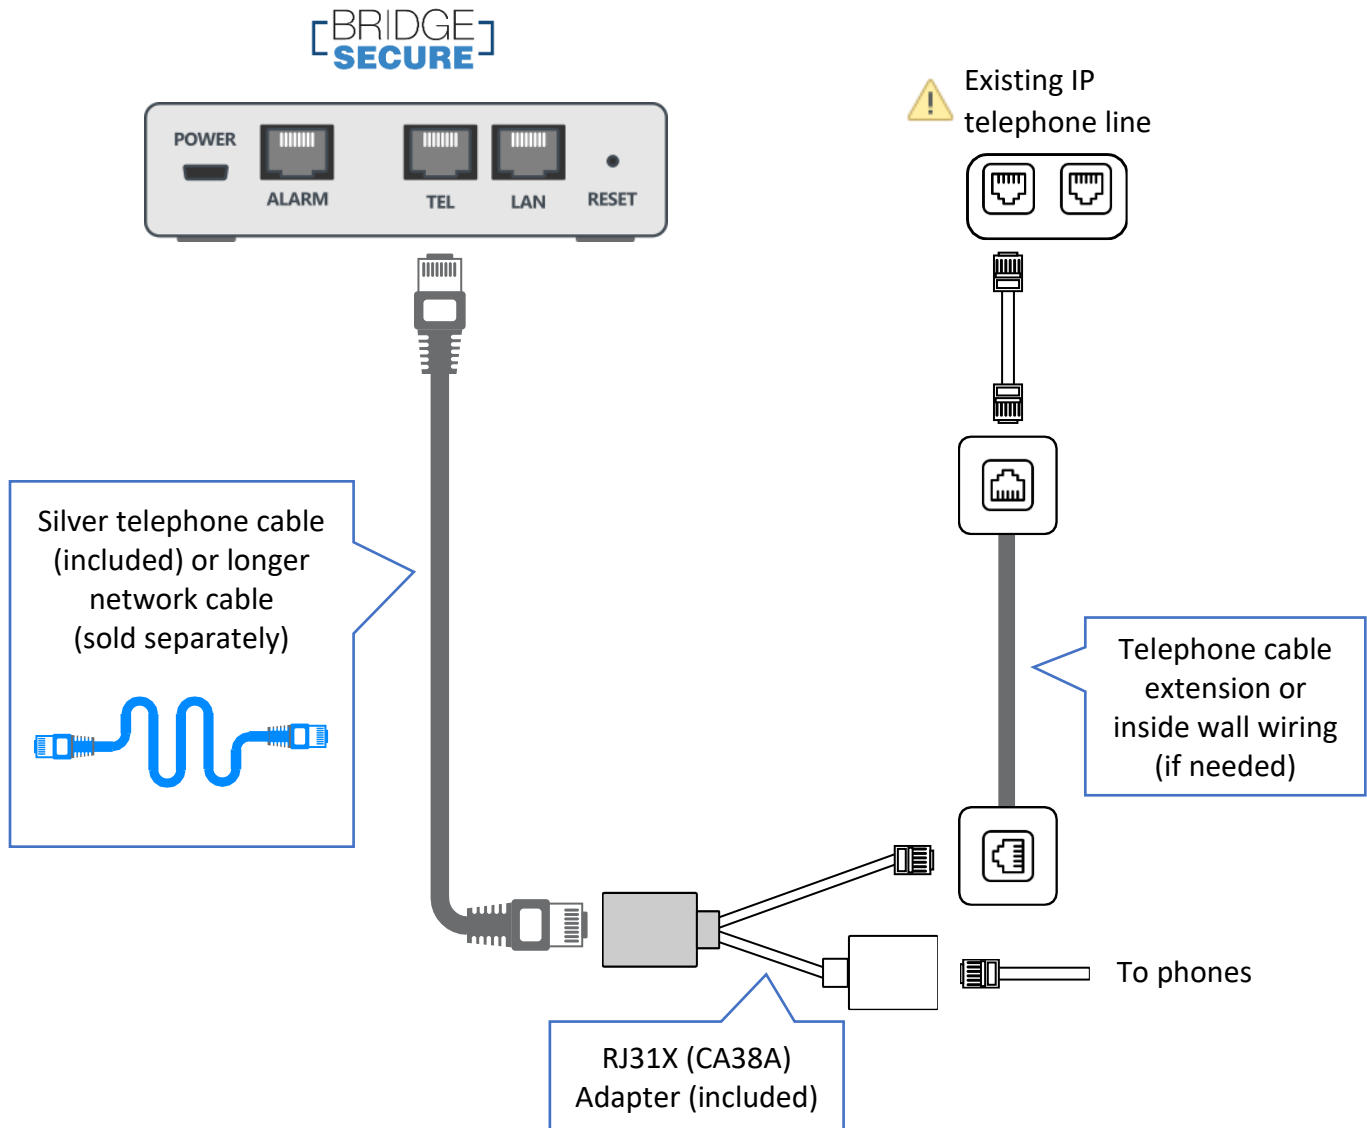 BRIDGE
SECURE
Existing IP
telephone line
POWER
ALARM
TEL
LAN
RESET
Silver telephone cable
(included) or longer
network cable
(sold separately)
Telephone cable
extension or
inside wall wiring
(if needed)
To phones
RJ31X (CA38A)
Adapter (included)